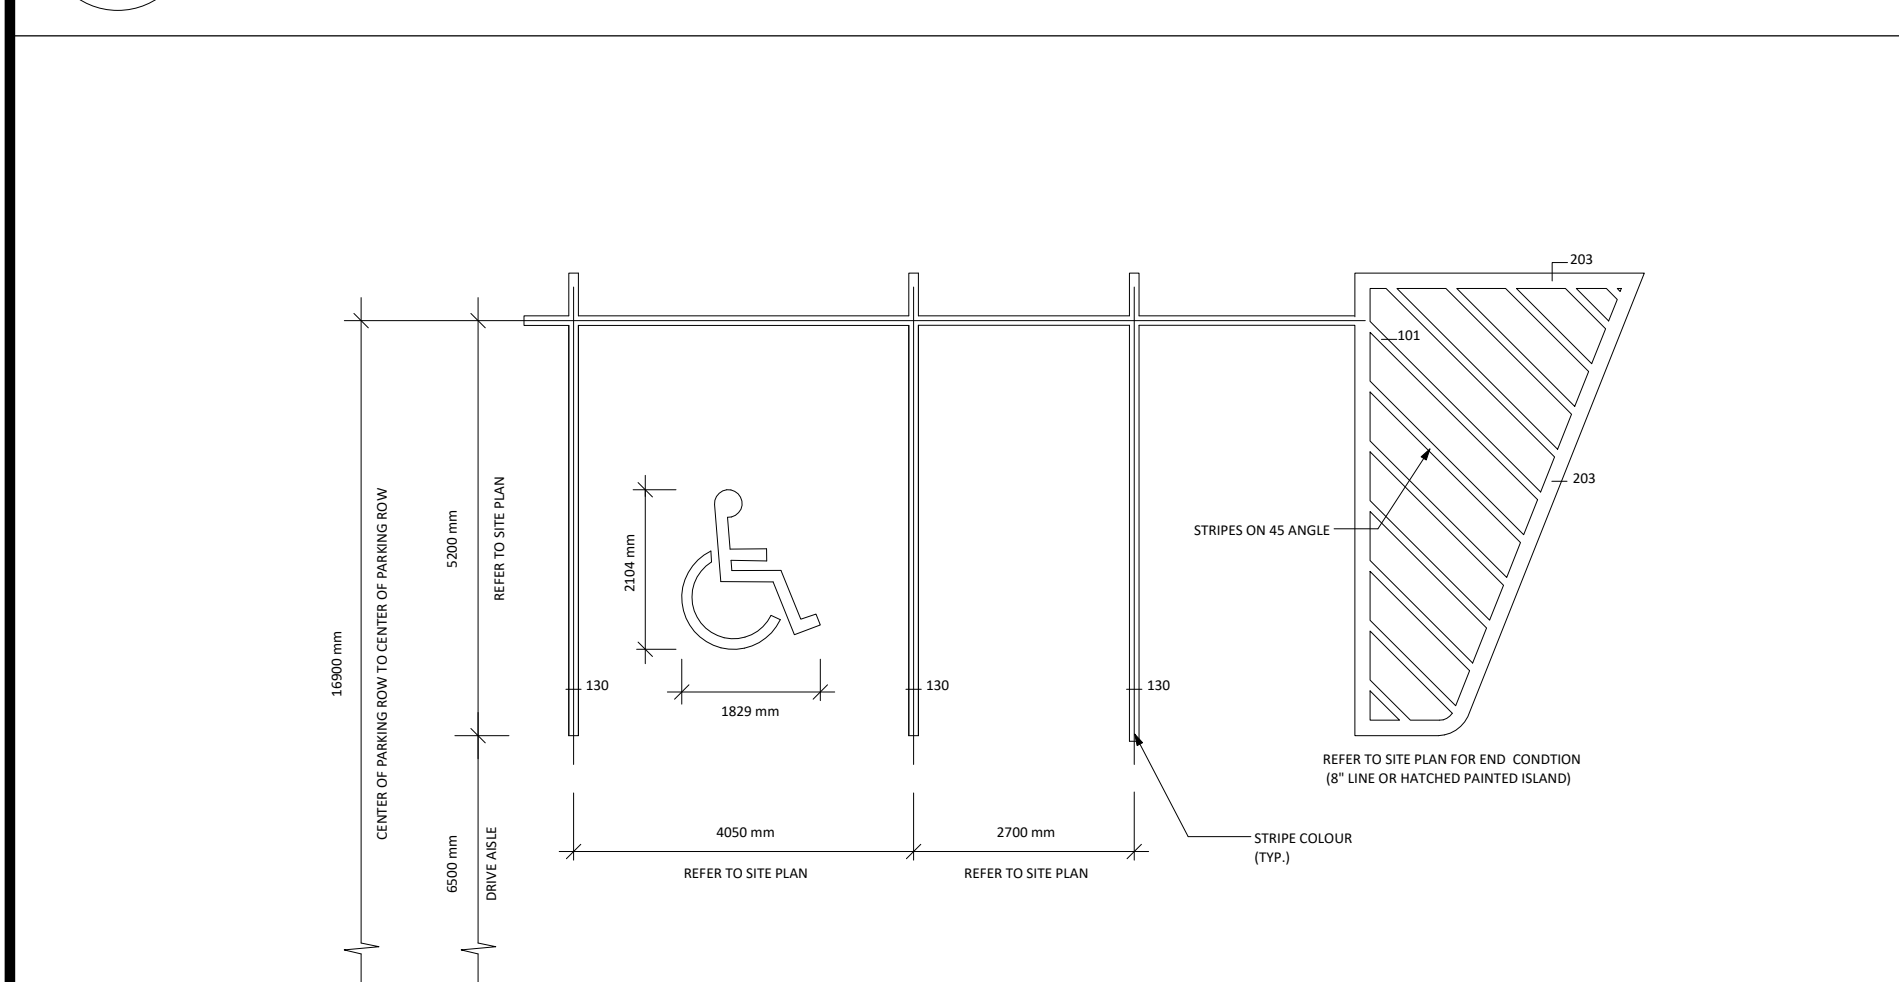 203
101
203
STRIPES ON 45 ANGLE
16900 mm
CENTER OF PARKING ROW TO CENTER OF PARKING ROW
5200 mm
REFER TO SITE PLAN
2104 mm
1829 mm
130
130
130
REFER TO SITE PLAN FOR END CONDTION
(8" LINE OR HATCHED PAINTED ISLAND)
6500 mm
DRIVE AISLE
4050 mm
REFER TO SITE PLAN
2700 mm
REFER TO SITE PLAN
STRIPE COLOUR
(TYP.)